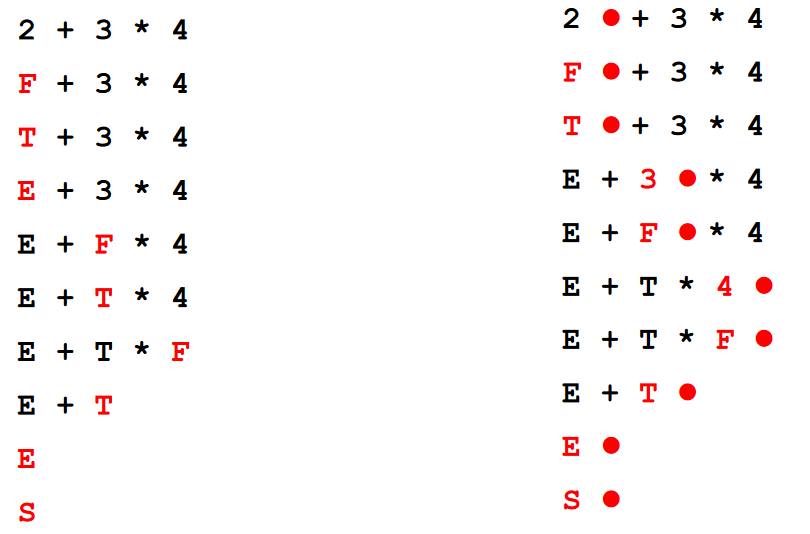 2 + 3 * 4
F + 3 * 4
T + 3 * 4
E + 3 * 4
E + F * 4
E + T * 4
E + T * F
E + T
E
S
2 ● + 3 * 4
F ● + 3 * 4
T ● + 3 * 4
E + 3 ● * 4
E + F ● * 4
E + T * 4 ●
E + T * F ●
E + T ●
E ●
S ●